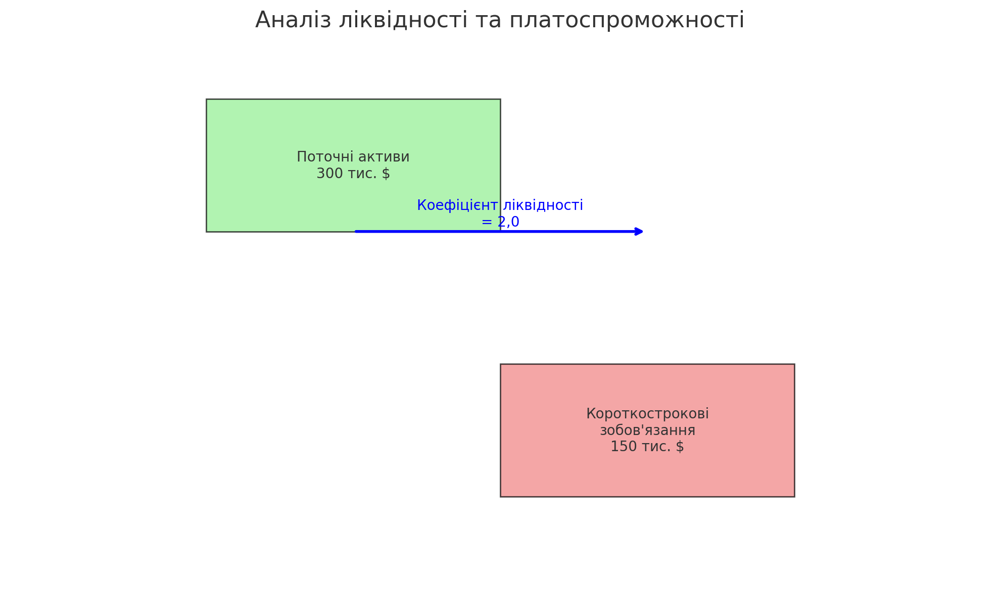 Аналіз ліквідності та платоспроможності
Поточні активи
300 тис. $
Коефіцієнт ліквідності
= 2,0
Короткострокові
зобов'язання
150 тис. $